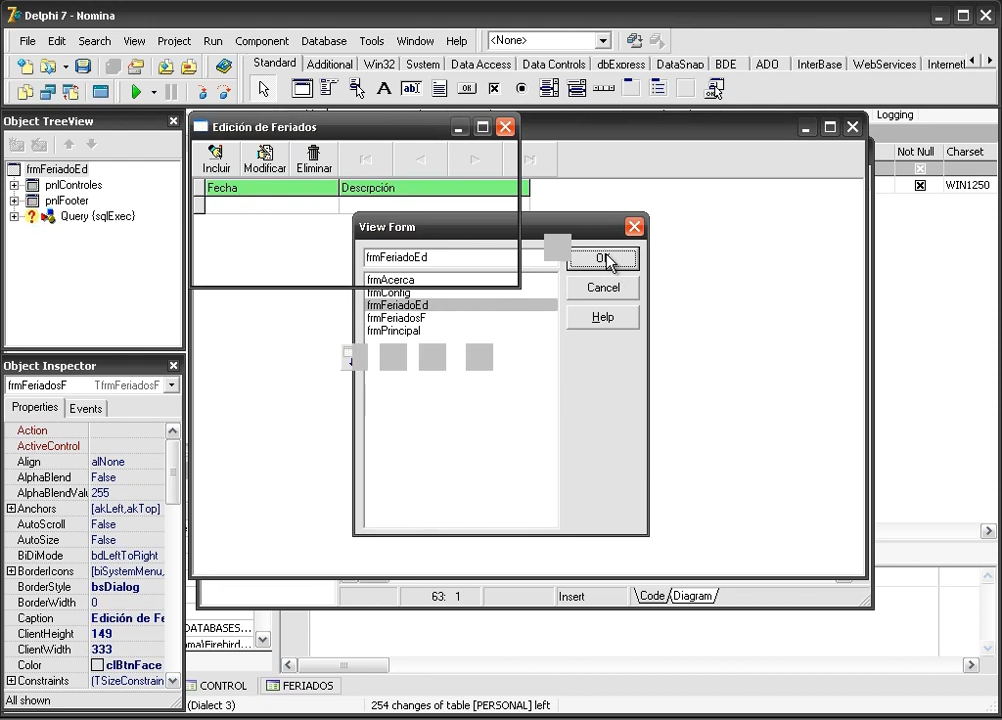 Delphi 7 - Nomina
File Edit Search View Project Run Component Database Tools Window Help <None>
Standard Additional Win32 System Data Access Data Controls dbExpress DataSnap BDE ADO InterBase WebServices
Object TreeView
frmFeriadoEd
pnlControles
pnlFooter
Query {sqlExec}
Edición de Feriados
Incluir Modificar Eliminar
Fecha Descrpción
Logging
Not Null Charset
WIN1250
View Form
frmFeriadoEd
frmAcerca
frmConfig
frmFeriadoEd
frmFeriadosF
frmPrincipal
OK
Cancel
Help
Object Inspector
frmFeriadosF TfrmFeriadosF
Properties Events
Action
ActiveControl
Align alNone
AlphaBlend False
AlphaBlendValu 255
Anchors [akLeft,akTop]
AutoScroll False
AutoSize False
BiDiMode bdLeftToRight
BorderIcons [biSystemMenu,
BorderStyle bsDialog
BorderWidth 0
Caption Edición de Fe
ClientHeight 149
ClientWidth 333
Color clBtnFace
Constraints (TSizeConstrain
All shown
63: 1 Insert Code Diagram
DATABASES...
ma\Firebird...
CONTROL FERIADOS
(Dialect 3) 254 changes of table [PERSONAL] left